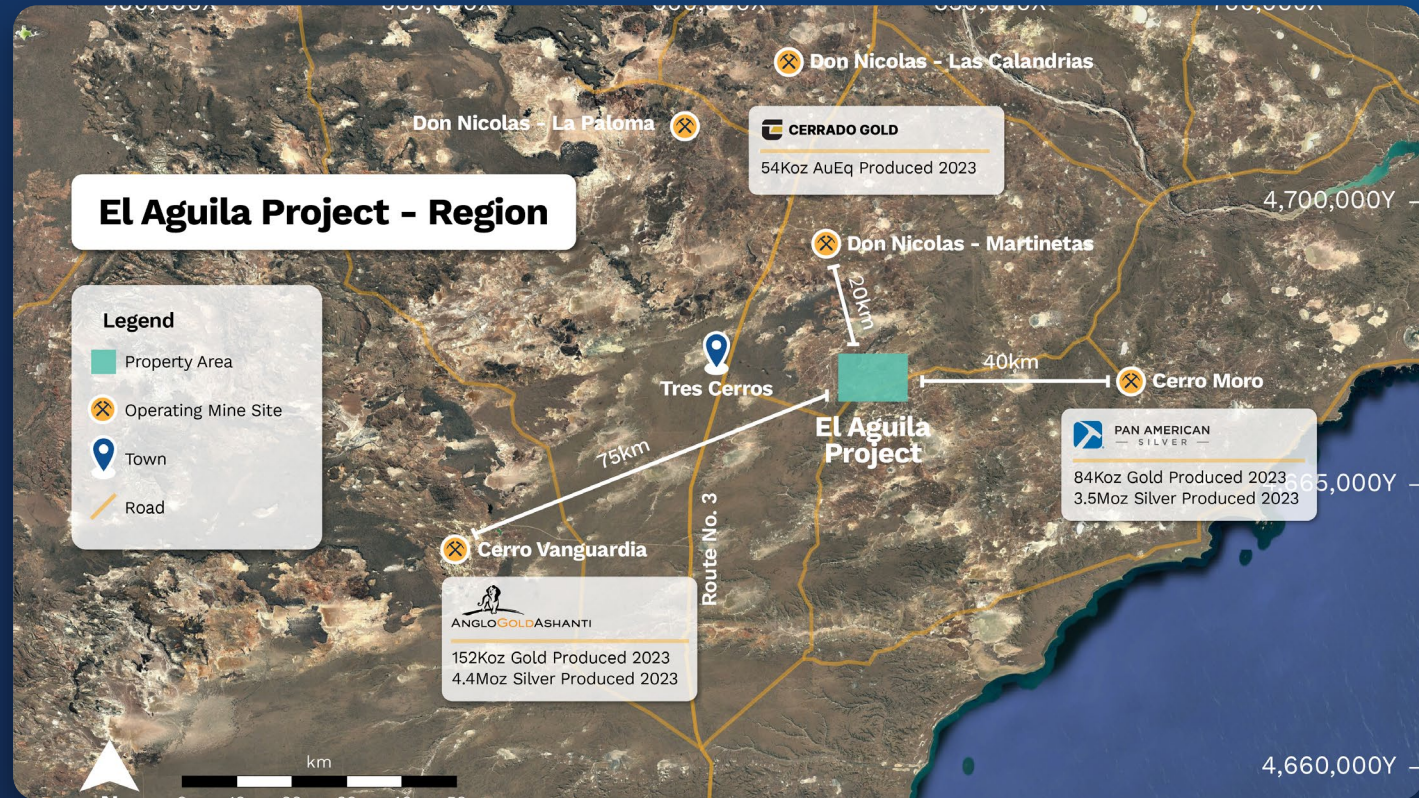 Don Nicolas - Las Calandrias
Don Nicolas - La Paloma
CERRADO GOLD
54Koz AuEq Produced 2023
El Aguila Project - Region
4,700,000Y
Don Nicolas - Martinetas
20km
Legend
Property Area
Operating Mine Site
Town
Road
Tres Cerros
40km
Cerro Moro
El Aguila
Project
75km
PAN AMERICAN
SILVER
84Koz Gold Produced 2023
3.5Moz Silver Produced 2023
665,000Y
Route No. 3
Cerro Vanguardia
ANGLOGOLDASHANTI
152Koz Gold Produced 2023
4.4Moz Silver Produced 2023
km
4,660,000Y